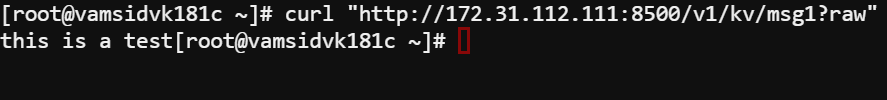 [root@vamsidvk181c ~]# curl "http://172.31.112.111:8500/v1/kv/msg1?raw"
this is a test[root@vamsidvk181c ~]#